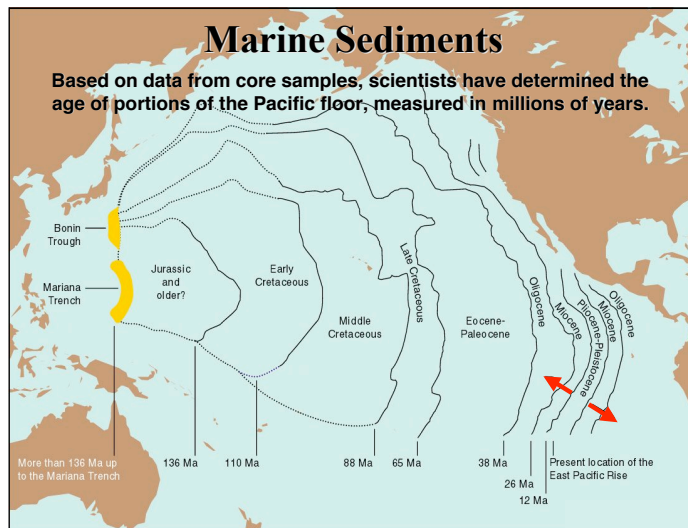 Marine Sediments
Based on data from core samples, scientists have determined the
age of portions of the Pacific floor, measured in millions of years.
Bonin
Trough
Mariana
Trench
Jurassic
and
older?
Early
Cretaceous
Middle
Cretaceous
Late Cretaceous
Eocene-
Paleocene
Oligocene
Miocene
Pliocene-Pleistocene
Miocene
Oligocene
More than 136 Ma up
to the Mariana Trench
136 Ma
110 Ma
88 Ma
65 Ma
38 Ma
26 Ma
12 Ma
Present location of the
East Pacific Rise